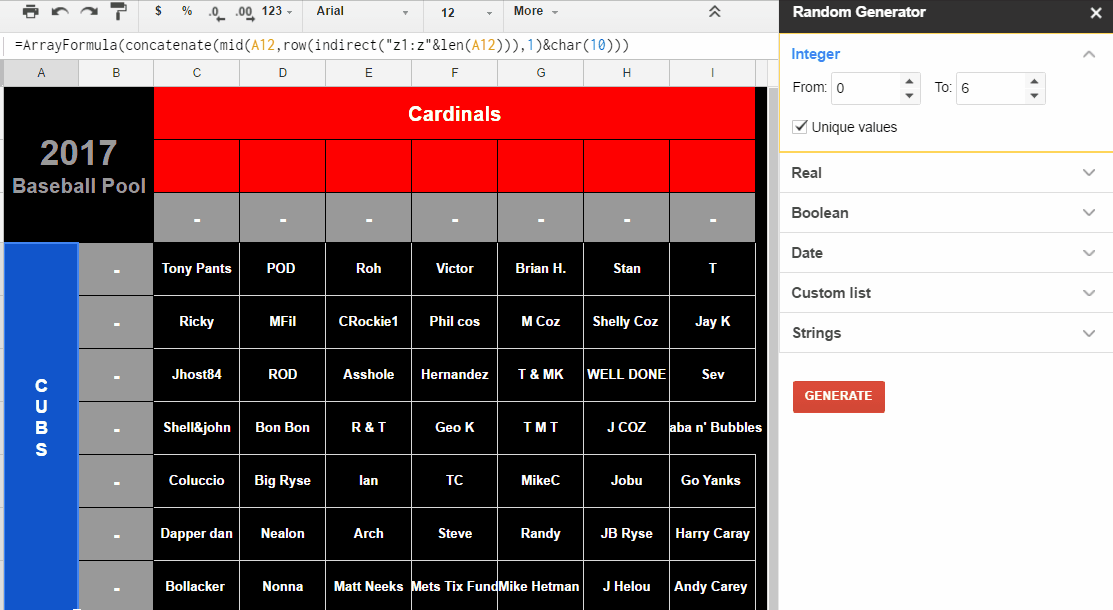 $ % .0 .00 123 Arial 12 More
Random Generator
=ArrayFormula(concatenate(mid(A12,row(indirect("z1:z"&len(A12))),1)&char(10)))
Integer
A B C D E F G H I
From: 0 To: 6
Cardinals
Unique values
2017
Baseball Pool
Real
- - - - - - -
Boolean
Date
- Tony Pants POD Roh Victor Brian H. Stan T
Custom list
- Ricky MFil CRockie1 Phil cos M Coz Shelly Coz Jay K
Strings
- Jhost84 ROD Asshole Hernandez T & MK WELL DONE Sev
GENERATE
C
U
B
S
- Shell&john Bon Bon R & T Geo K T M T J COZ aba n' Bubbles
- Coluccio Big Ryse Ian TC MikeC Jobu Go Yanks
- Dapper dan Nealon Arch Steve Randy JB Ryse Harry Caray
- Bollacker Nonna Matt Neeks Mets Tix Fund Mike Hetman J Helou Andy Carey